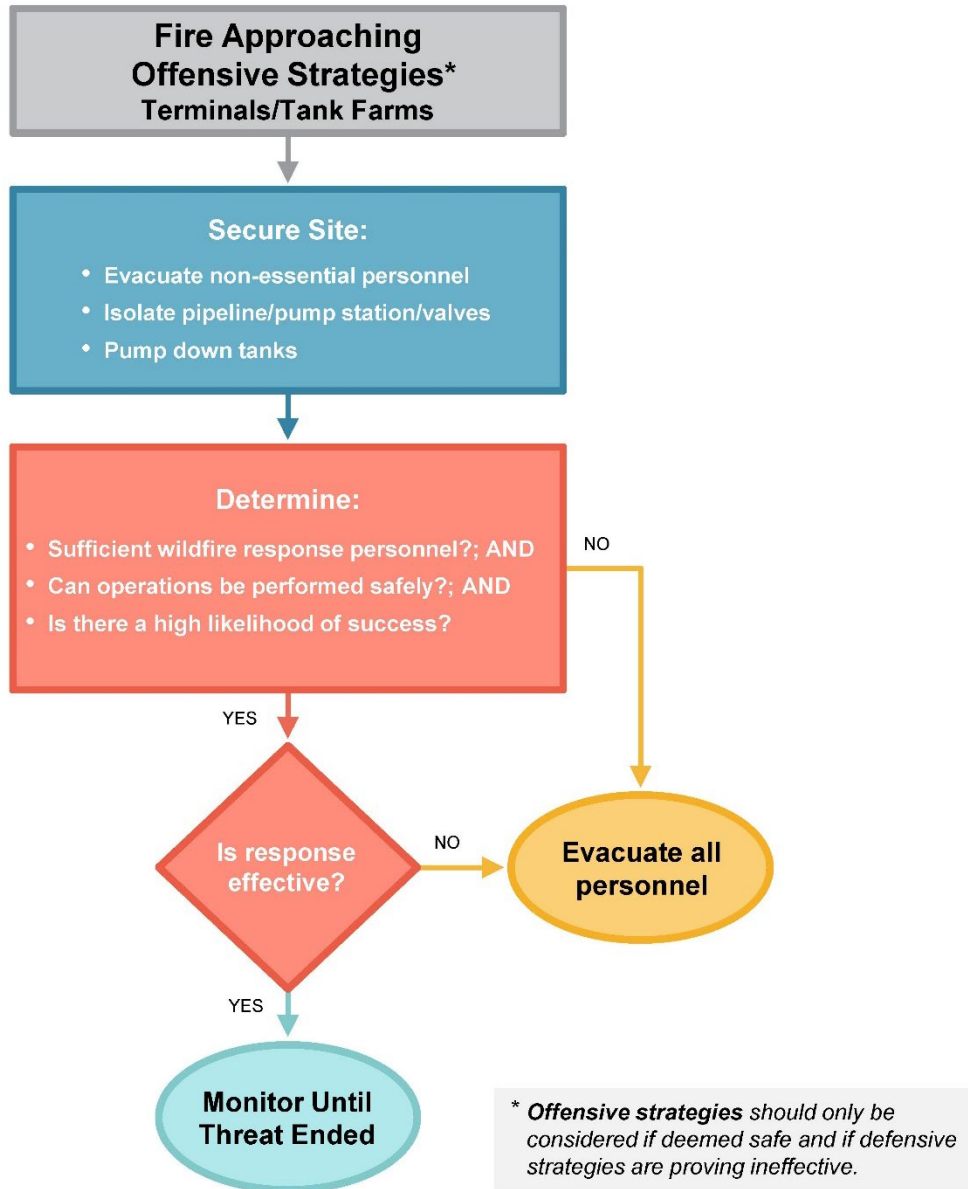 Fire Approaching
Offensive Strategies*
Terminals/Tank Farms
Secure Site:
• Evacuate non-essential personnel
• Isolate pipeline/pump station/valves
• Pump down tanks
Determine:
• Sufficient wildfire response personnel?; AND
• Can operations be performed safely?; AND
• Is there a high likelihood of success?
NO
YES
Is response
effective?
NO
Evacuate all
personnel
YES
Monitor Until
Threat Ended
* Offensive strategies should only be
considered if deemed safe and if defensive
strategies are proving ineffective.